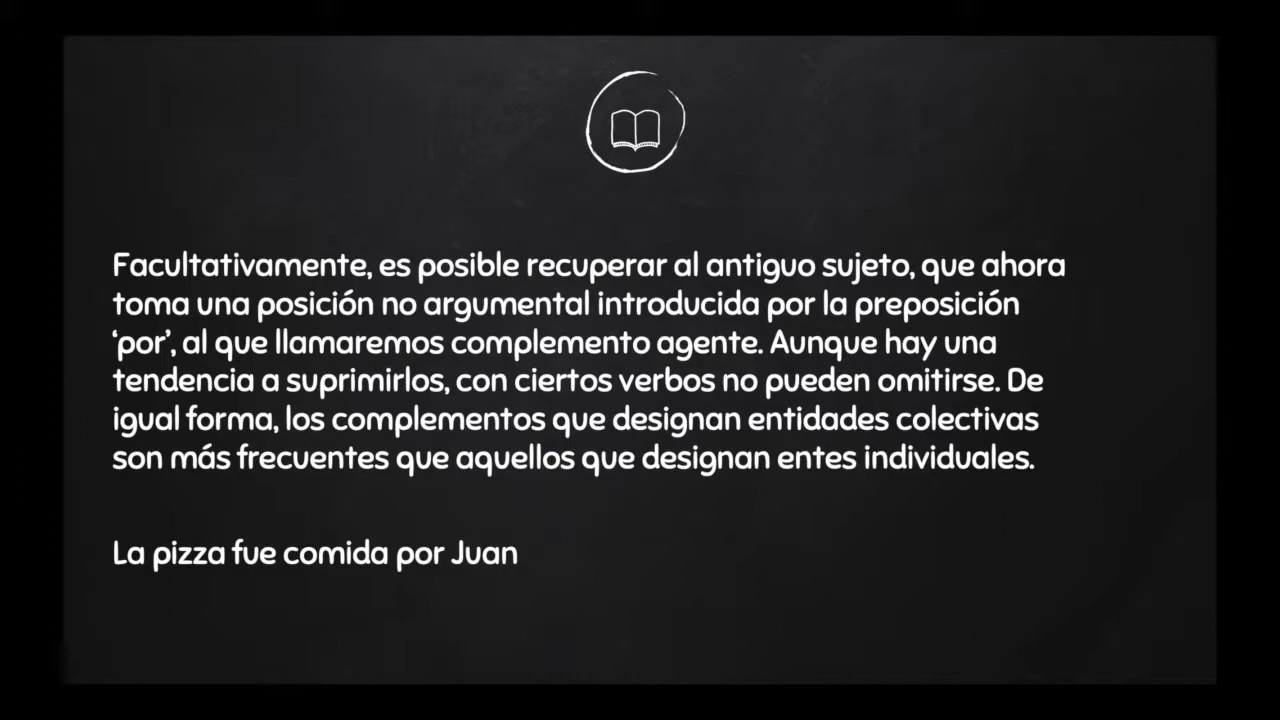 Facultativamente, es posible recuperar al antiguo sujeto, que ahora
toma una posición no argumental introducida por la preposición
‘por’, al que llamaremos complemento agente. Aunque hay una
tendencia a suprimirlos, con ciertos verbos no pueden omitirse. De
igual forma, los complementos que designan entidades colectivas
son más frecuentes que aquellos que designan entes individuales.
La pizza fue comida por Juan